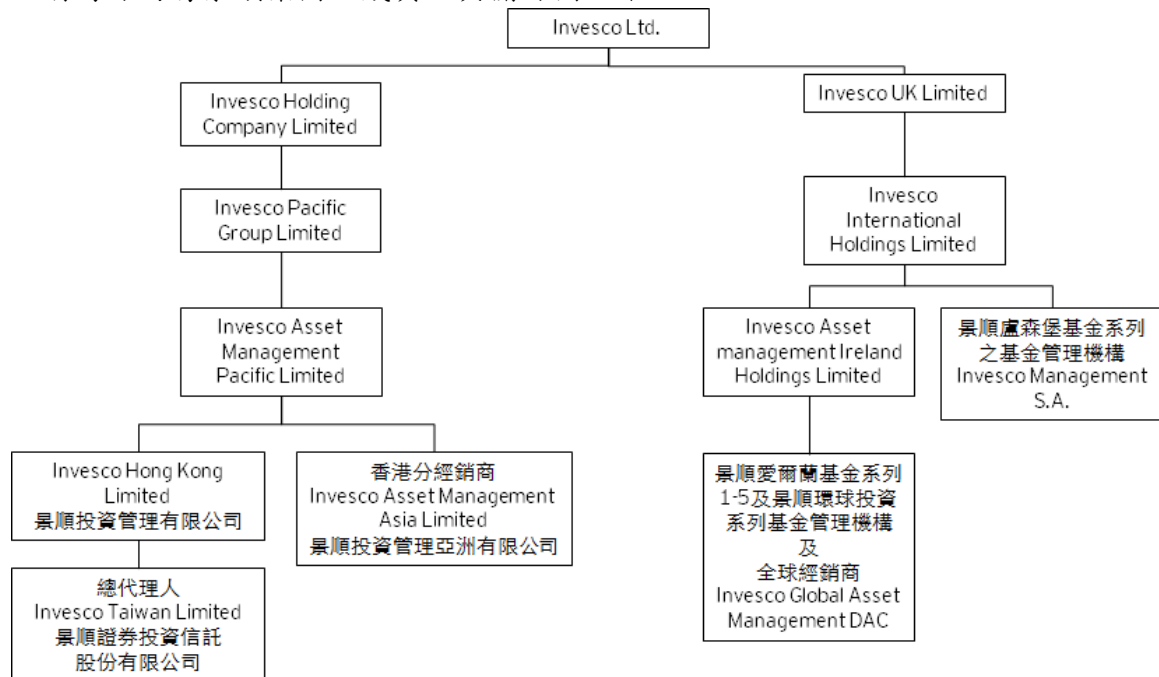 Invesco Ltd.
Invesco Holding
Company Limited
Invesco UK Limited
Invesco Pacific
Group Limited
Invesco
International
Holdings Limited
Invesco Asset
Management
Pacific Limited
Invesco Asset
management Ireland
Holdings Limited
景順盧森堡基金系列
之基金管理機構
Invesco Management
S.A.
Invesco Hong Kong
Limited
景順投資管理有限公司
香港分經銷商
Invesco Asset Management
Asia Limited
景順投資管理亞洲有限公司
景順愛爾蘭基金系列
1-5及景順環球投資
系列基金管理機構
及
全球經銷商
Invesco Global Asset
Management DAC
總代理人
Invesco Taiwan Limited
景順證券投資信託
股份有限公司